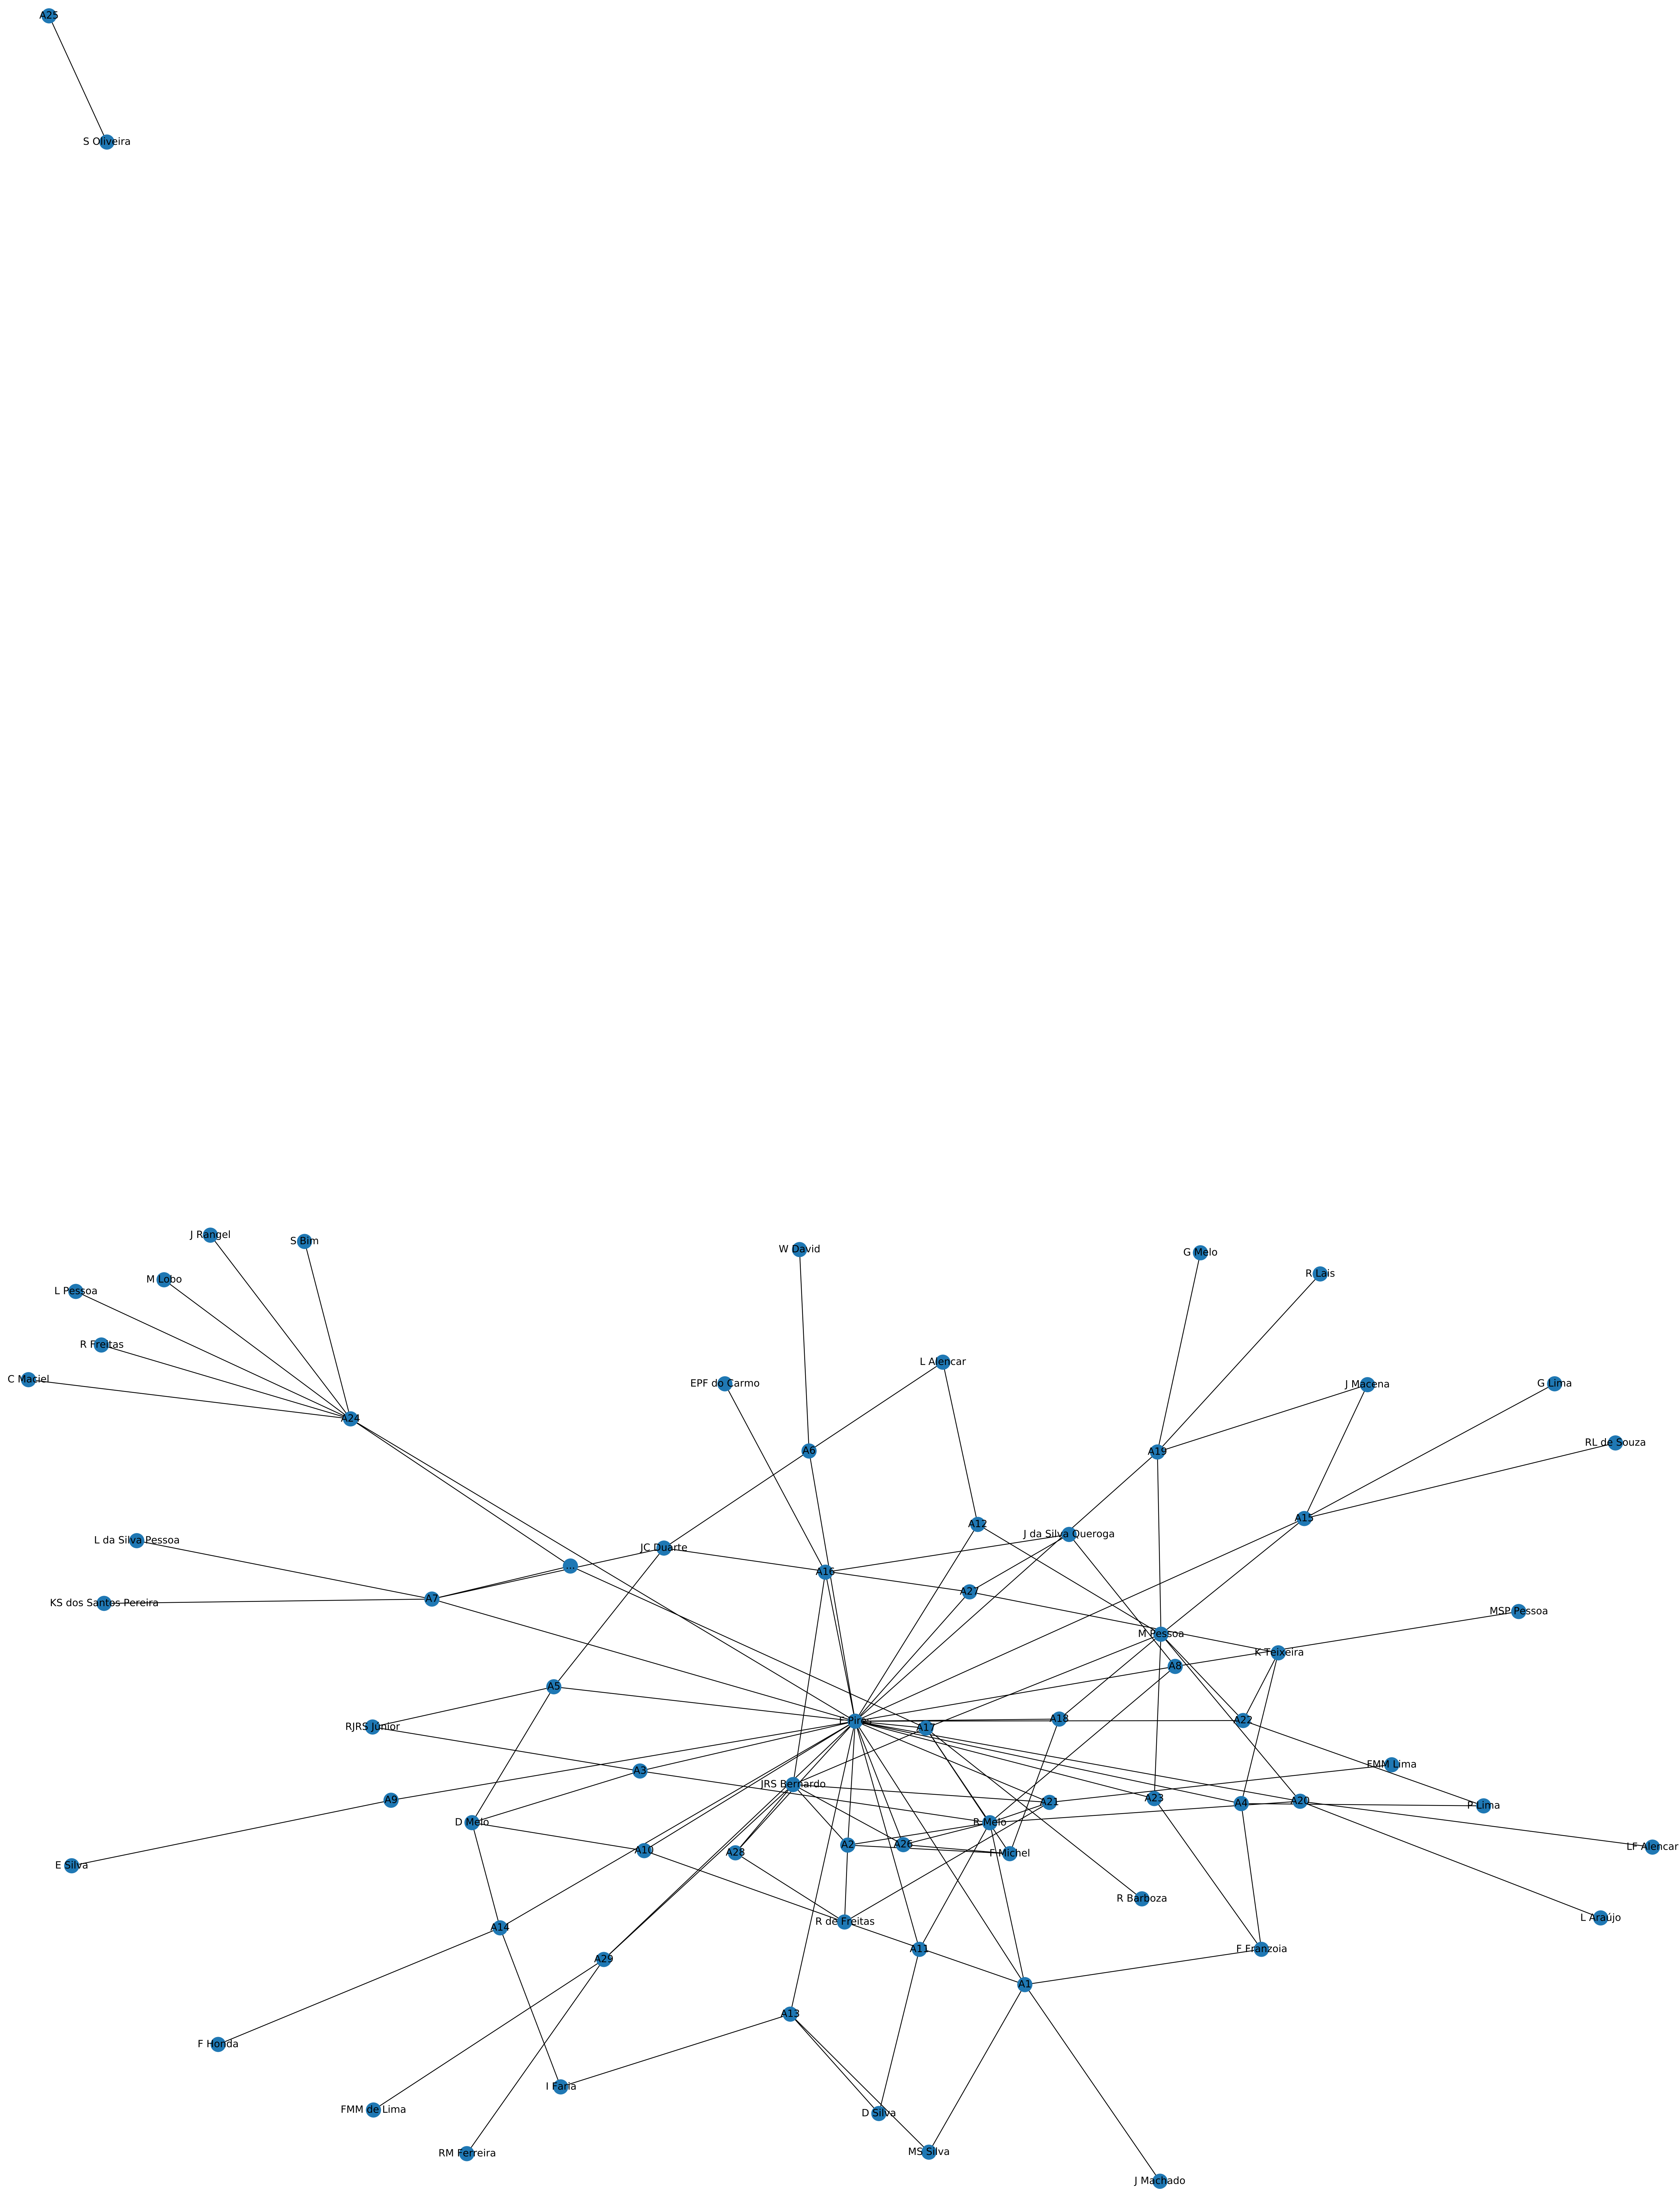 A25
S Oliveira
J Rangel
S Bim
W David
G Melo
R Lais
M Lobo
L Pessoa
R Freitas
L Alencar
C Maciel
EPF do Carmo
J Macena
G Lima
A24
RL de Souza
A6
A19
A15
A12
J da Silva Queroga
L da Silva Pessoa
JC Duarte
...
A16
A27
A7
KS dos Santos Pereira
MSP Pessoa
M Pessoa
K Teixeira
A8
A5
RJRS Júnior
F Pires
A17
A18
A22
FMM Lima
A3
JRS Bernardo
A9
A21
A23
A4
A20
P Lima
D Melo
R Melo
A2
A26
LF Alencar
A10
A28
F Michel
E Silva
R Barboza
L Araújo
R de Freitas
A14
A11
F Franzoia
A29
A1
A13
F Honda
I Faria
FMM de Lima
D Silva
MS Silva
RM Ferreira
J Machado